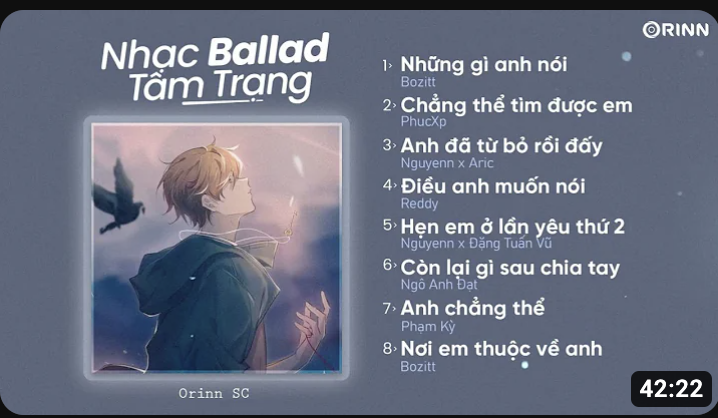 ORINN
Nhạc Ballad
Tâm Trạng
1› Những gì anh nói
Bozitt
2› Chẳng thể tìm được em
PhucXp
3› Anh đã từ bỏ rồi đấy
Nguyenn x Aric
4› Điều anh muốn nói
Reddy
5› Hẹn em ở lần yêu thứ 2
Nguyenn x Đặng Tuấn Vũ
6› Còn lại gì sau chia tay
Ngô Anh Đạt
7› Anh chẳng thể
Phạm Kỳ
8› Nơi em thuộc về anh
Bozitt
Orinn SC
42:22